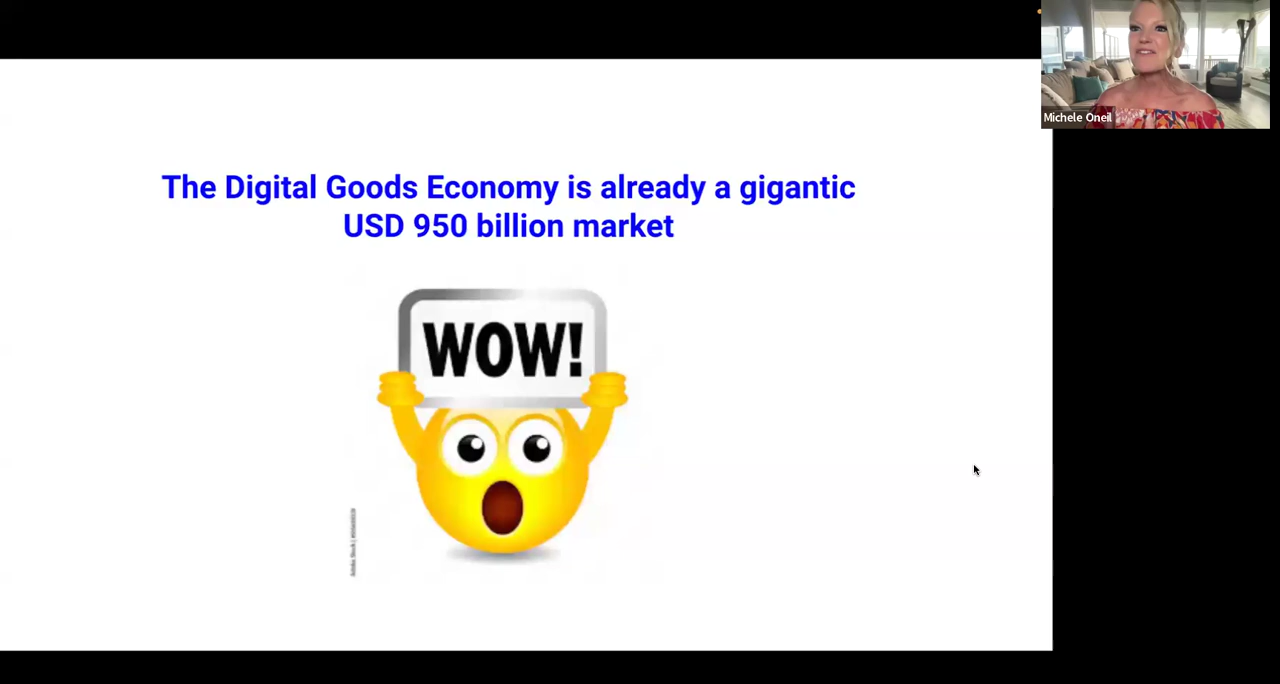 Michele Oneil
The Digital Goods Economy is already a gigantic
USD 950 billion market
WOW!